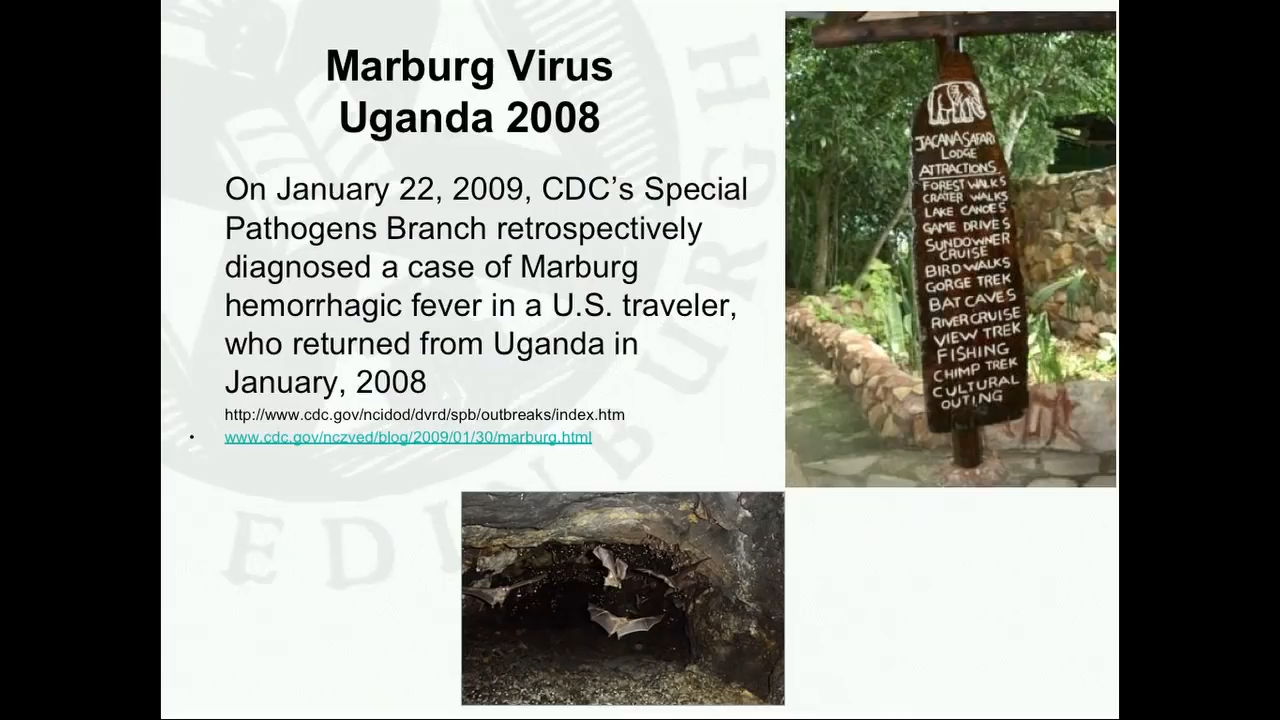 Marburg Virus
Uganda 2008
On January 22, 2009, CDC’s Special
Pathogens Branch retrospectively
diagnosed a case of Marburg
hemorrhagic fever in a U.S. traveler,
who returned from Uganda in
January, 2008
http://www.cdc.gov/ncidod/dvrd/spb/outbreaks/index.htm
• www.cdc.gov/nczved/blog/2009/01/30/marburg.html
JACANA SAFARI
LODGE
ATTRACTIONS
FOREST WALKS
CRATER WALKS
LAKE CANOES
GAME DRIVES
SUNDOWNER
CRUISE
BIRD WALKS
GORGE TREK
BAT CAVES
RIVER CRUISE
VIEW TREK
FISHING
CHIMP TREK
CULTURAL
OUTING
EDINBURGH